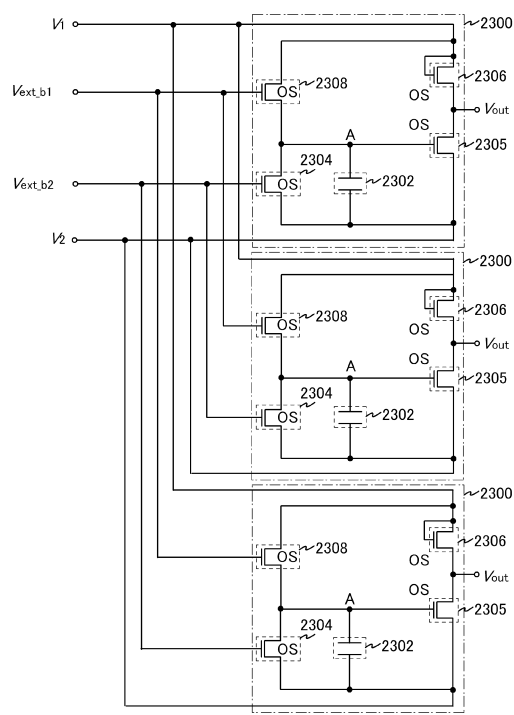 V1
2300
2308
OS
2306
OS
Vext_b1
Vout
OS
A
2305
2304
Vext_b2
OS
2302
V2
2300
2308
OS
2306
OS
Vout
OS
A
2305
2304
OS
2302
2300
2308
OS
2306
OS
Vout
OS
A
2305
2304
OS
2302